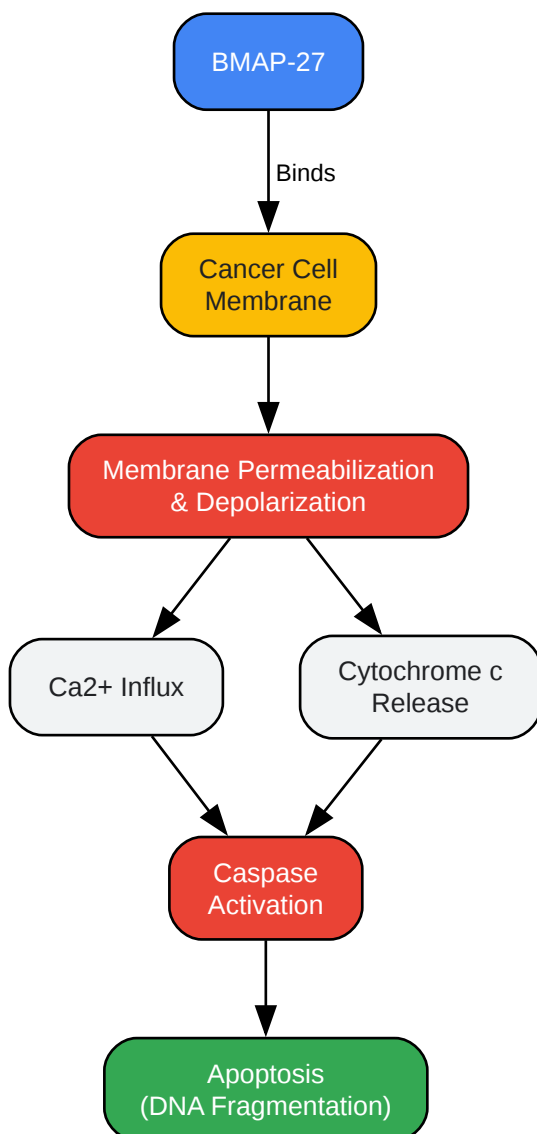 BMAP-27
Binds
Cancer Cell
Membrane
Membrane Permeabilization
& Depolarization
Ca2+ Influx
Cytochrome c
Release
Caspase
Activation
Apoptosis
(DNA Fragmentation)